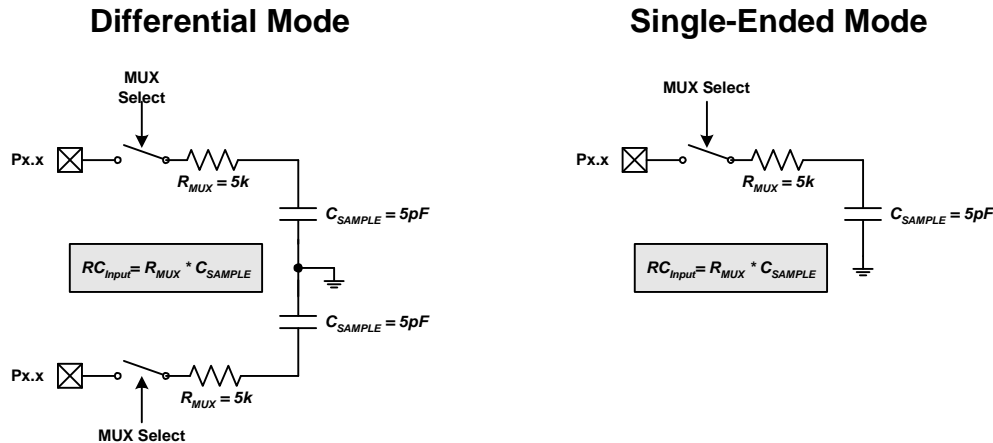 Differential Mode
MUX
Select
Px.x
R_MUX = 5k
C_SAMPLE = 5pF
RC_Input= R_MUX * C_SAMPLE
C_SAMPLE = 5pF
Px.x
R_MUX = 5k
MUX Select
Single-Ended Mode
MUX Select
Px.x
R_MUX = 5k
C_SAMPLE = 5pF
RC_Input= R_MUX * C_SAMPLE